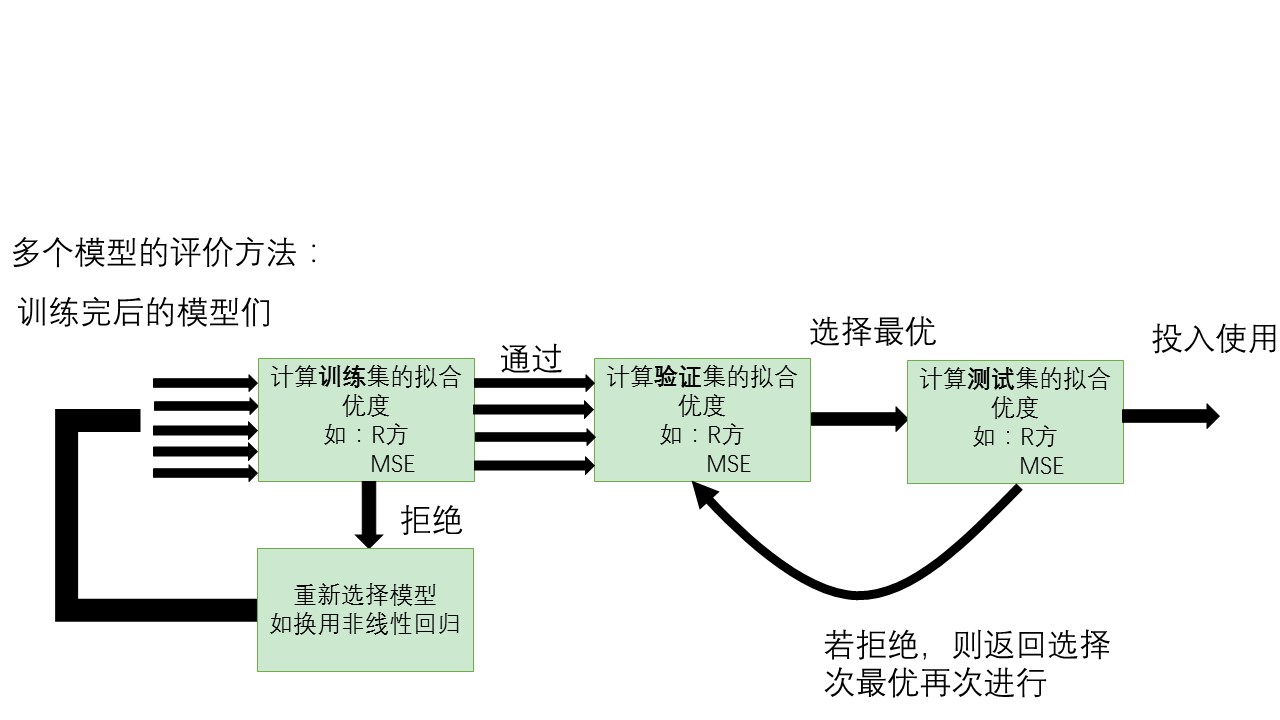 多个模型的评价方法：
训练完后的模型们
计算训练集的拟合
优度
如：R方
MSE
通过
计算验证集的拟合
优度
如：R方
MSE
选择最优
计算测试集的拟合
优度
如：R方
MSE
投入使用
拒绝
重新选择模型
如换用非线性回归
若拒绝，则返回选择
次最优再次进行